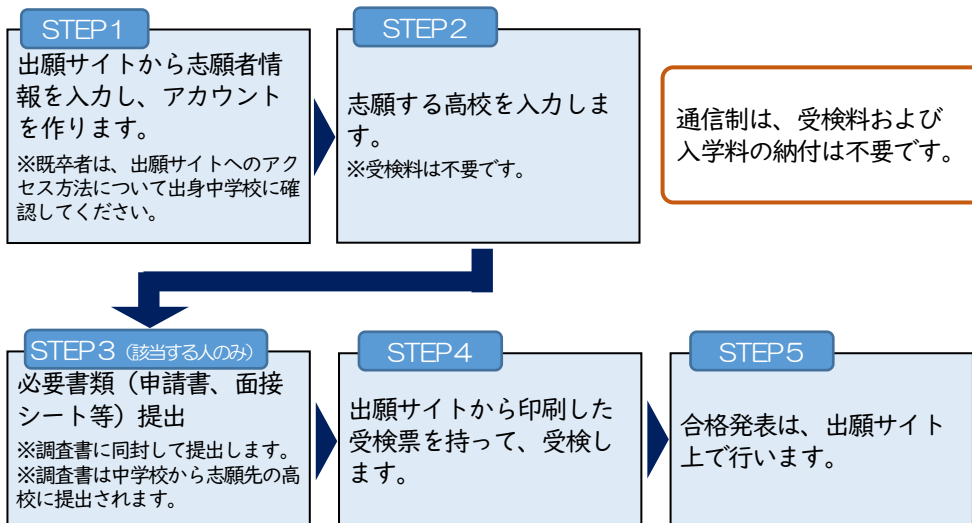 STEP1
出願サイトから志願者情
報を入力し、アカウント
を作ります。
※既卒者は、出願サイトへのアク
セス方法について出身中学校に確
認してください。
STEP2
志願する高校を入力しま
す。
※受検料は不要です。
通信制は、受検料および
入学料の納付は不要です。
STEP3(該当する人のみ)
必要書類（申請書、面接
シート等）提出
※調査書に同封して提出します。
※調査書は中学校から志願先の高
校に提出されます。
STEP4
出願サイトから印刷した
受検票を持って、受検し
ます。
STEP5
合格発表は、出願サイト
上で行います。